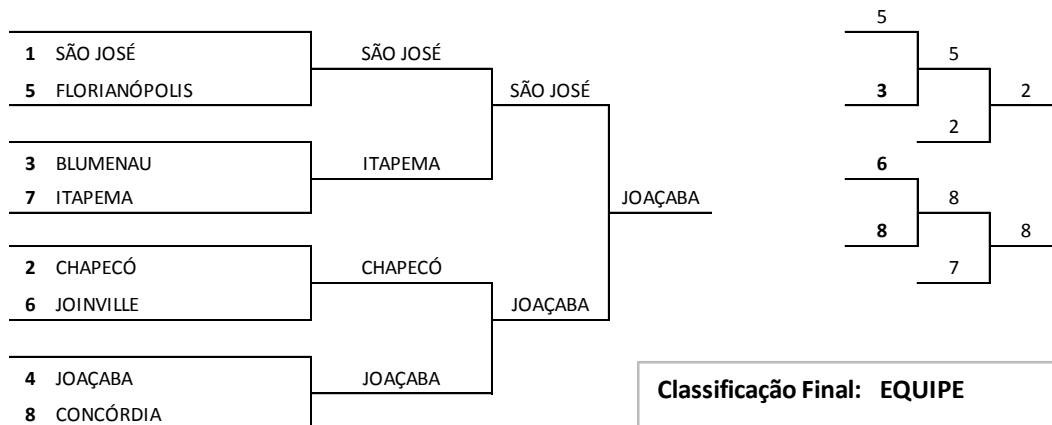 1 SÃO JOSÉ
5 FLORIANÓPOLIS
3 BLUMENAU
7 ITAPEMA
2 CHAPECÓ
6 JOINVILLE
4 JOAÇABA
8 CONCÓRDIA
SÃO JOSÉ
ITAPEMA
CHAPECÓ
JOAÇABA
SÃO JOSÉ
JOAÇABA
JOAÇABA
5
3
6
8
5
2
8
7
2
8
Classificação Final: EQUIPE